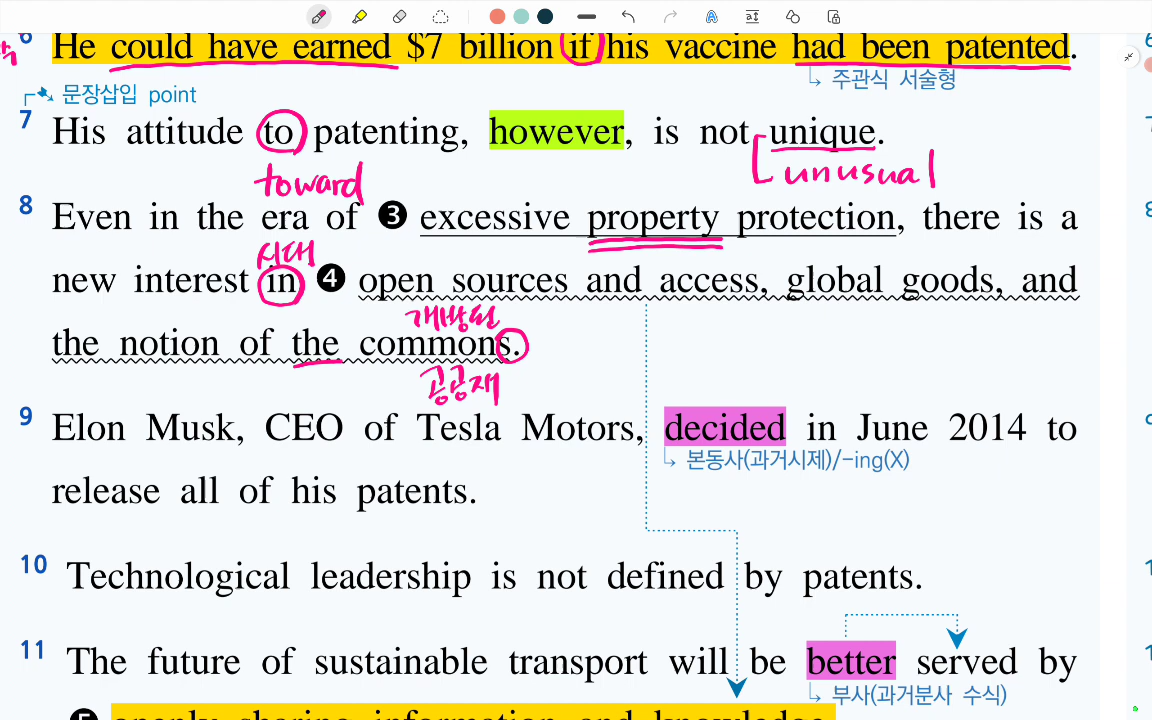 6 He could have earned $7 billion if his vaccine had been patented.
주관식 서술형
문장삽입 point
7 His attitude to patenting, however, is not unique.
toward
unusual
8 Even in the era of ❸ excessive property protection, there is a
시대
new interest in ❹ open sources and access, global goods, and
개방된
the notion of the commons.
공공재
9 Elon Musk, CEO of Tesla Motors, decided in June 2014 to
본동사(과거시제)/-ing(X)
release all of his patents.
10 Technological leadership is not defined by patents.
11 The future of sustainable transport will be better served by
부사(과거분사 수식)
❺ openly sharing information and knowledge.